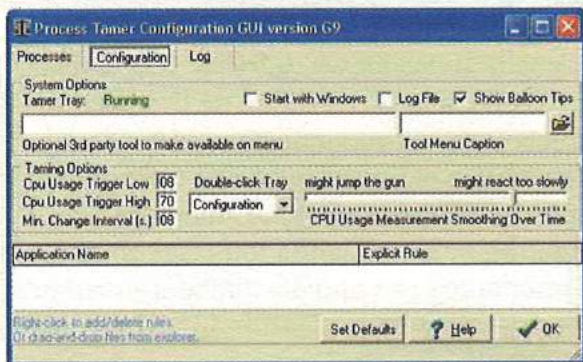 Process Tamer Configuration GUI version G9
Processes Configuration Log
System Options
Tamer Tray: Running Start with Windows Log File Show Balloon Tips
Optional 3rd party tool to make available on menu Tool Menu Caption
Taming Options
Cpu Usage Trigger Low 08 Double-click Tray might jump the gun might react too slowly
Cpu Usage Trigger High 70 Configuration
Min. Change Interval (s.) 08 CPU Usage Measurement Smoothing Over Time
Application Name Explicit Rule
Right-click to add/delete rules.
Or drag-and-drop files from explorer.
Set Defaults ? Help OK